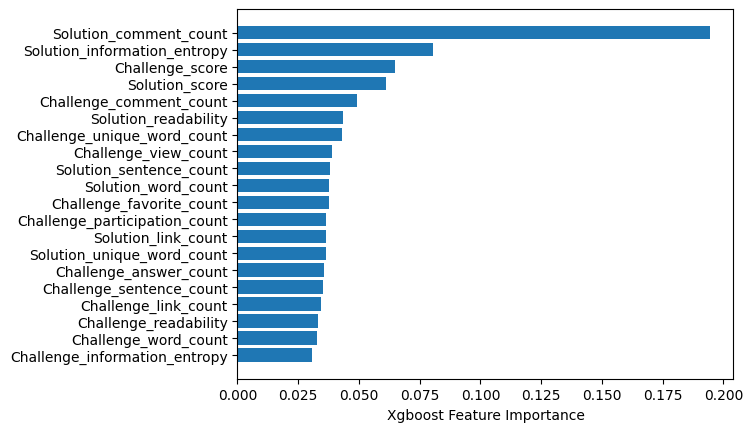 Solution_comment_count
Solution_information_entropy
Challenge_score
Solution_score
Challenge_comment_count
Solution_readability
Challenge_unique_word_count
Challenge_view_count
Solution_sentence_count
Solution_word_count
Challenge_favorite_count
Challenge_participation_count
Solution_link_count
Solution_unique_word_count
Challenge_answer_count
Challenge_sentence_count
Challenge_link_count
Challenge_readability
Challenge_word_count
Challenge_information_entropy
0.000 0.025 0.050 0.075 0.100 0.125 0.150 0.175 0.200
Xgboost Feature Importance